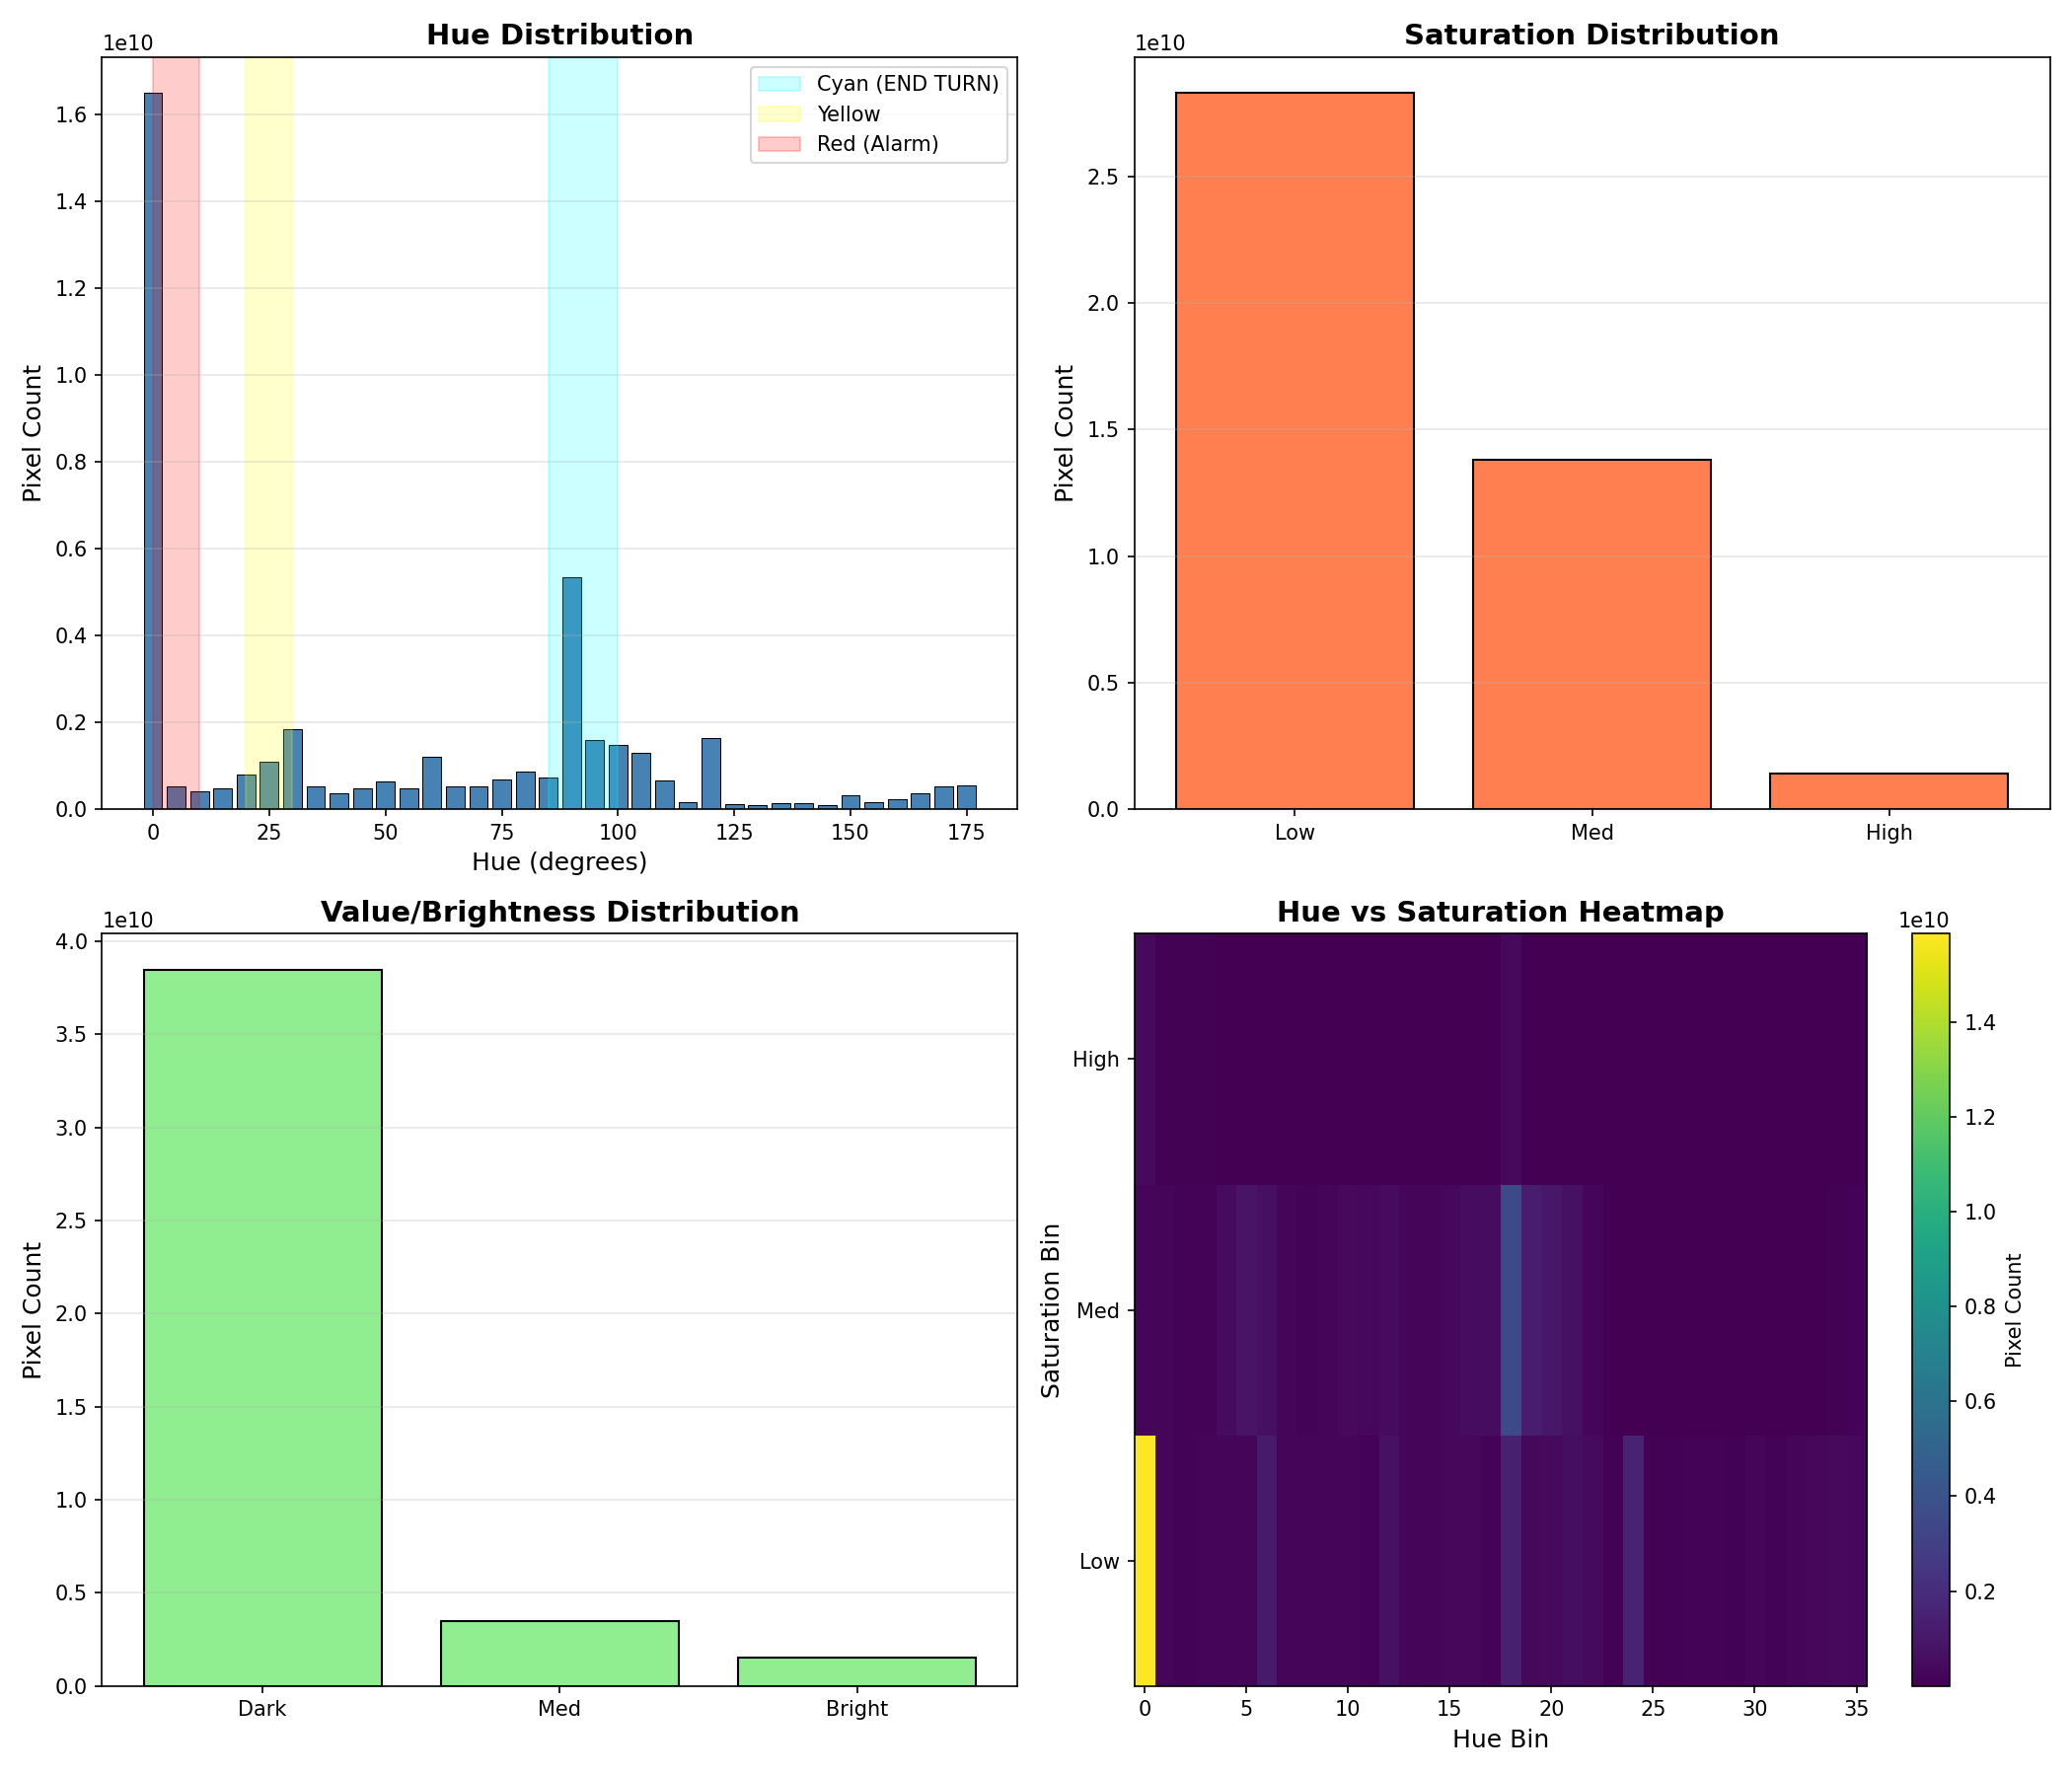 Hue Distribution
1e10
Cyan (END TURN)
Yellow
Red (Alarm)
Pixel Count
1.6
1.4
1.2
1.0
0.8
0.6
0.4
0.2
0.0
0 25 50 75 100 125 150 175
Hue (degrees)
Saturation Distribution
1e10
Pixel Count
2.5
2.0
1.5
1.0
0.5
0.0
Low Med High
Value/Brightness Distribution
1e10
Pixel Count
4.0
3.5
3.0
2.5
2.0
1.5
1.0
0.5
0.0
Dark Med Bright
Hue vs Saturation Heatmap
Saturation Bin
High
Med
Low
0 5 10 15 20 25 30 35
Hue Bin
1e10
1.4
1.2
1.0
0.8
0.6
0.4
0.2
Pixel Count